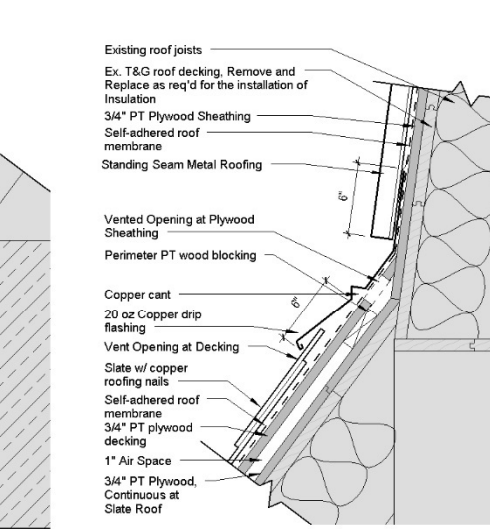 Existing roof joists
Ex. T&G roof decking, Remove and
Replace as req'd for the installation of
Insulation
3/4" PT Plywood Sheathing
Self-adhered roof
membrane
Standing Seam Metal Roofing
6"
Vented Opening at Plywood
Sheathing
Perimeter PT wood blocking
Copper cant
6"
20 oz Copper drip
flashing
Vent Opening at Decking
Slate w/ copper
roofing nails
Self-adhered roof
membrane
3/4" PT plywood
decking
1" Air Space
3/4" PT Plywood,
Continuous at
Slate Roof